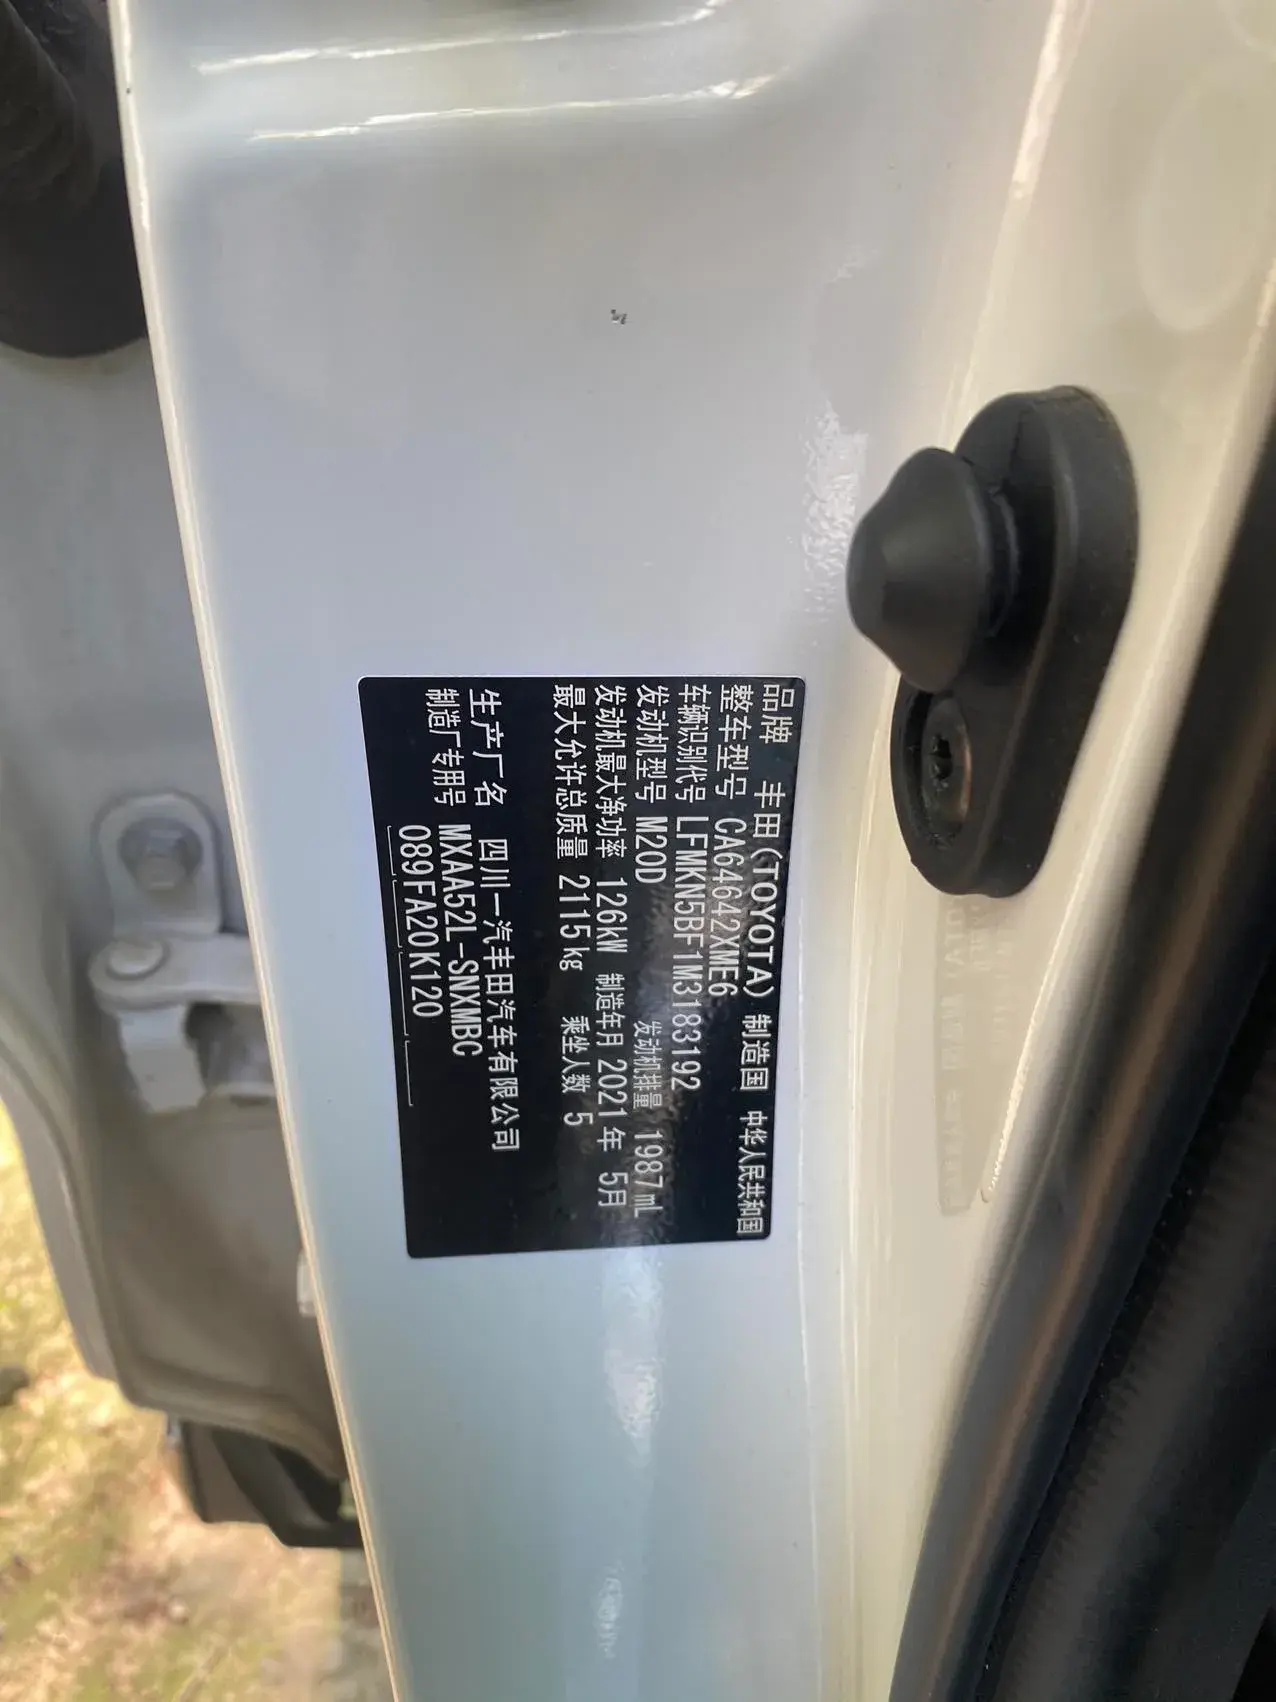 品牌 丰田(TOYOTA) 制造国 中华人民共和国
整车型号 CA64642XME6
车辆识别代号 LFMKN5BF1M3183192
发动机型号 M20D 发动机排量 1987mL
发动机最大净功率 126kW 制造年月 2021年 5月
最大允许总质量 2115kg 乘坐人数 5
生产厂名 四川一汽丰田汽车有限公司
制造厂专用号 MXAA52L-SNXMBC
089FA20K120